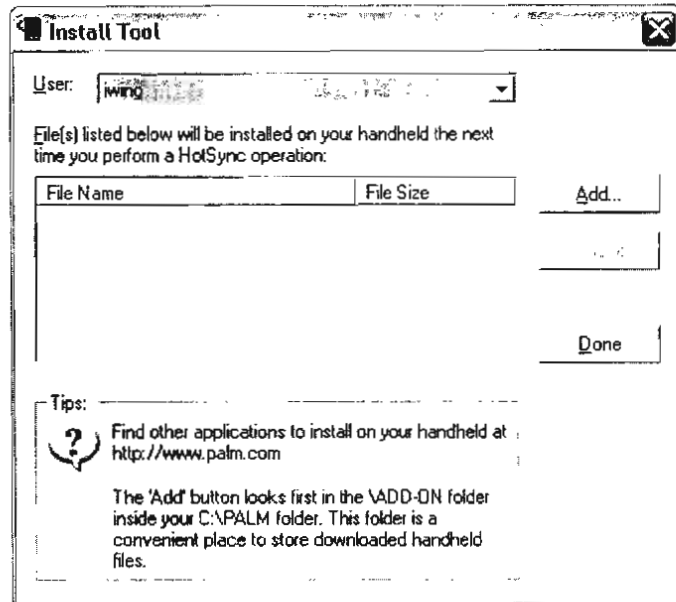 Install Tool
User: iwing
File(s) listed below will be installed on your handheld the next
time you perform a HotSync operation:
File Name File Size
Add...
Done
Tips:
Find other applications to install on your handheld at
http://www.palm.com
The 'Add' button looks first in the \ADD-ON folder
inside your C:\PALM folder. This folder is a
convenient place to store downloaded handheld
files.